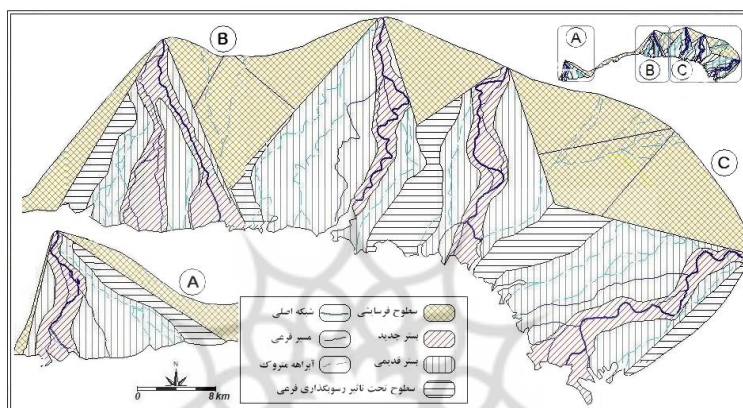 A
B
C
B
C
A
شبکه اصلی
سطوح فرسایشی
مسیر فرعی
بستر جدید
آبراهه متروک
بستر قدیمی
سطوح تحت تاثیر رسوبگذاری فرعی
N
0
8 km